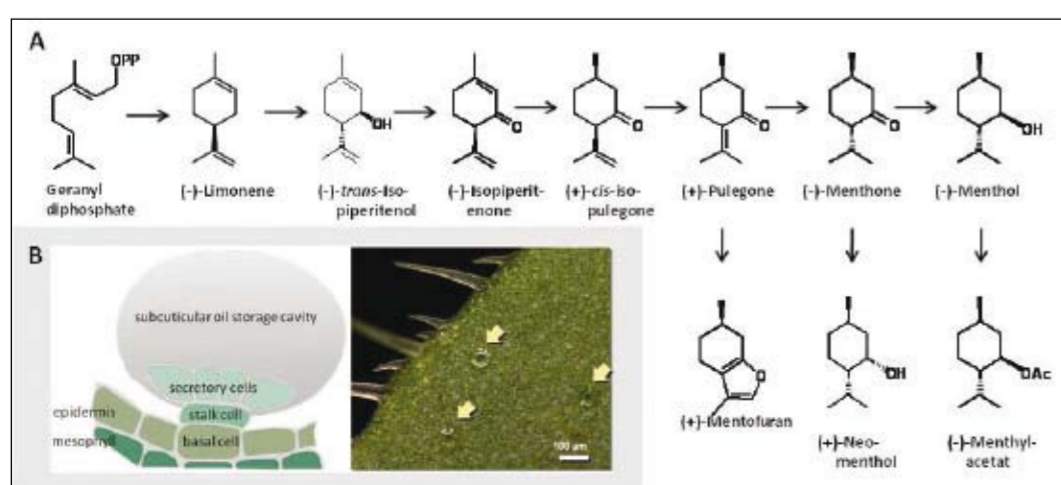 A
OPP
Geranyl
diphosphate
(-)-Limonene
OH
(-)-trans-Iso-
piperitenol
O
(-)-Isopiperit-
enone
O
(+)-cis-iso-
pulegone
O
(+)-Pulegone
O
(-)-Menthone
OH
(-)-Menthol
O
(+)-Mentofuran
OH
(+)-Neo-
menthol
OAc
(-)-Menthyl-
acetat
B
subcuticular oil storage cavity
secretory cells
stalk cell
epidermis
mesophyll
basal cell
100 µm